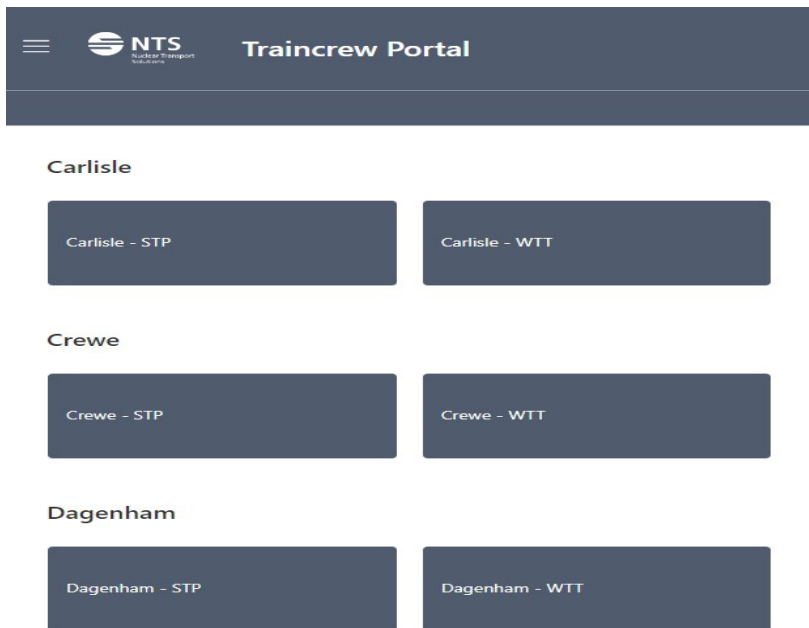 NTS
Nuclear Transport
Solutions
Traincrew Portal
Carlisle
Carlisle - STP
Carlisle - WTT
Crewe
Crewe - STP
Crewe - WTT
Dagenham
Dagenham - STP
Dagenham - WTT